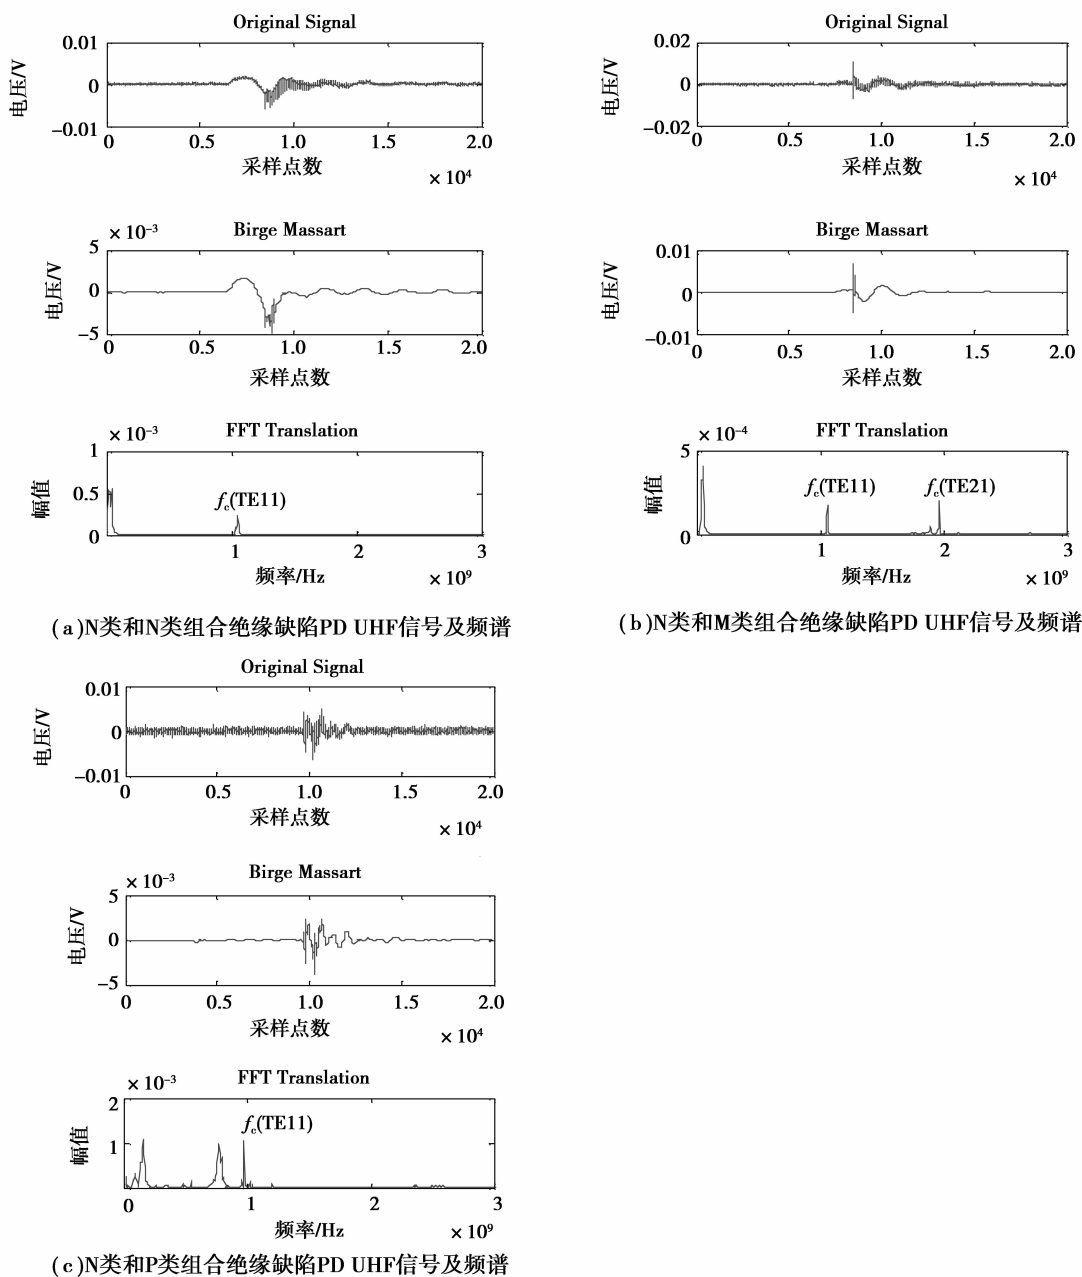 Original Signal
0.01
0
−0.01
电压/V
0 0.5 1.0 1.5 2.0
采样点数
×10⁴
× 10⁻³
Birge Massart
5
0
−5
电压/V
0 0.5 1.0 1.5 2.0
采样点数
× 10⁻³
FFT Translation
1
0.5
0
幅值
f_c(TE11)
1 2 3
频率/Hz
× 10⁹
(a)N类和N类组合绝缘缺陷PD UHF信号及频谱
Original Signal
0.02
0
−0.02
电压/V
0 0.5 1.0 1.5 2.0
采样点数
×10⁴
Birge Massart
0.01
0
−0.01
电压/V
0 0.5 1.0 1.5 2.0
采样点数
× 10⁻⁴
FFT Translation
5
0
幅值
f_c(TE11) f_c(TE21)
1 2 3
频率/Hz
× 10⁹
(b)N类和M类组合绝缘缺陷PD UHF信号及频谱
Original Signal
0.01
0
−0.01
电压/V
0 0.5 1.0 1.5 2.0
采样点数
× 10⁴
× 10⁻³
Birge Massart
5
0
−5
电压/V
0 0.5 1.0 1.5 2.0
采样点数
× 10⁴
× 10⁻³
FFT Translation
2
1
幅值
f_c(TE11)
0 1 2 3
频率/Hz
× 10⁹
(c)N类和P类组合绝缘缺陷PD UHF信号及频谱